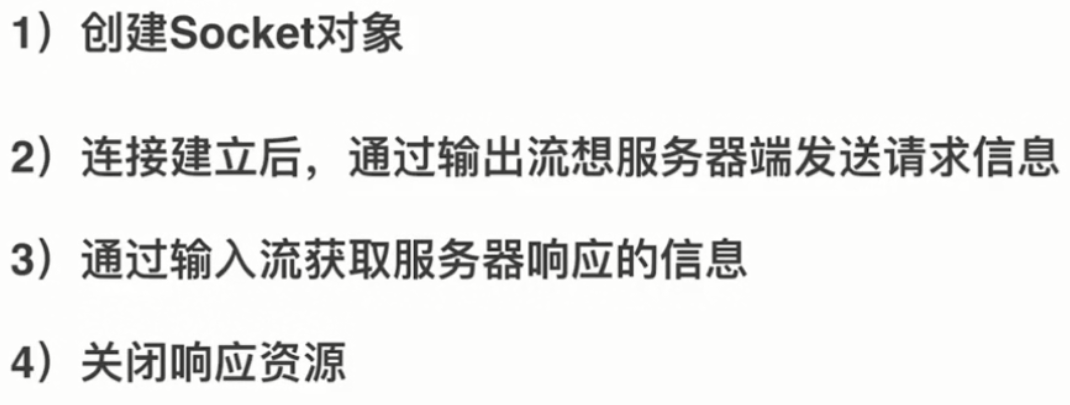 1）创建Socket对象
2）连接建立后，通过输出流想服务器端发送请求信息
3）通过输入流获取服务器响应的信息
4）关闭响应资源